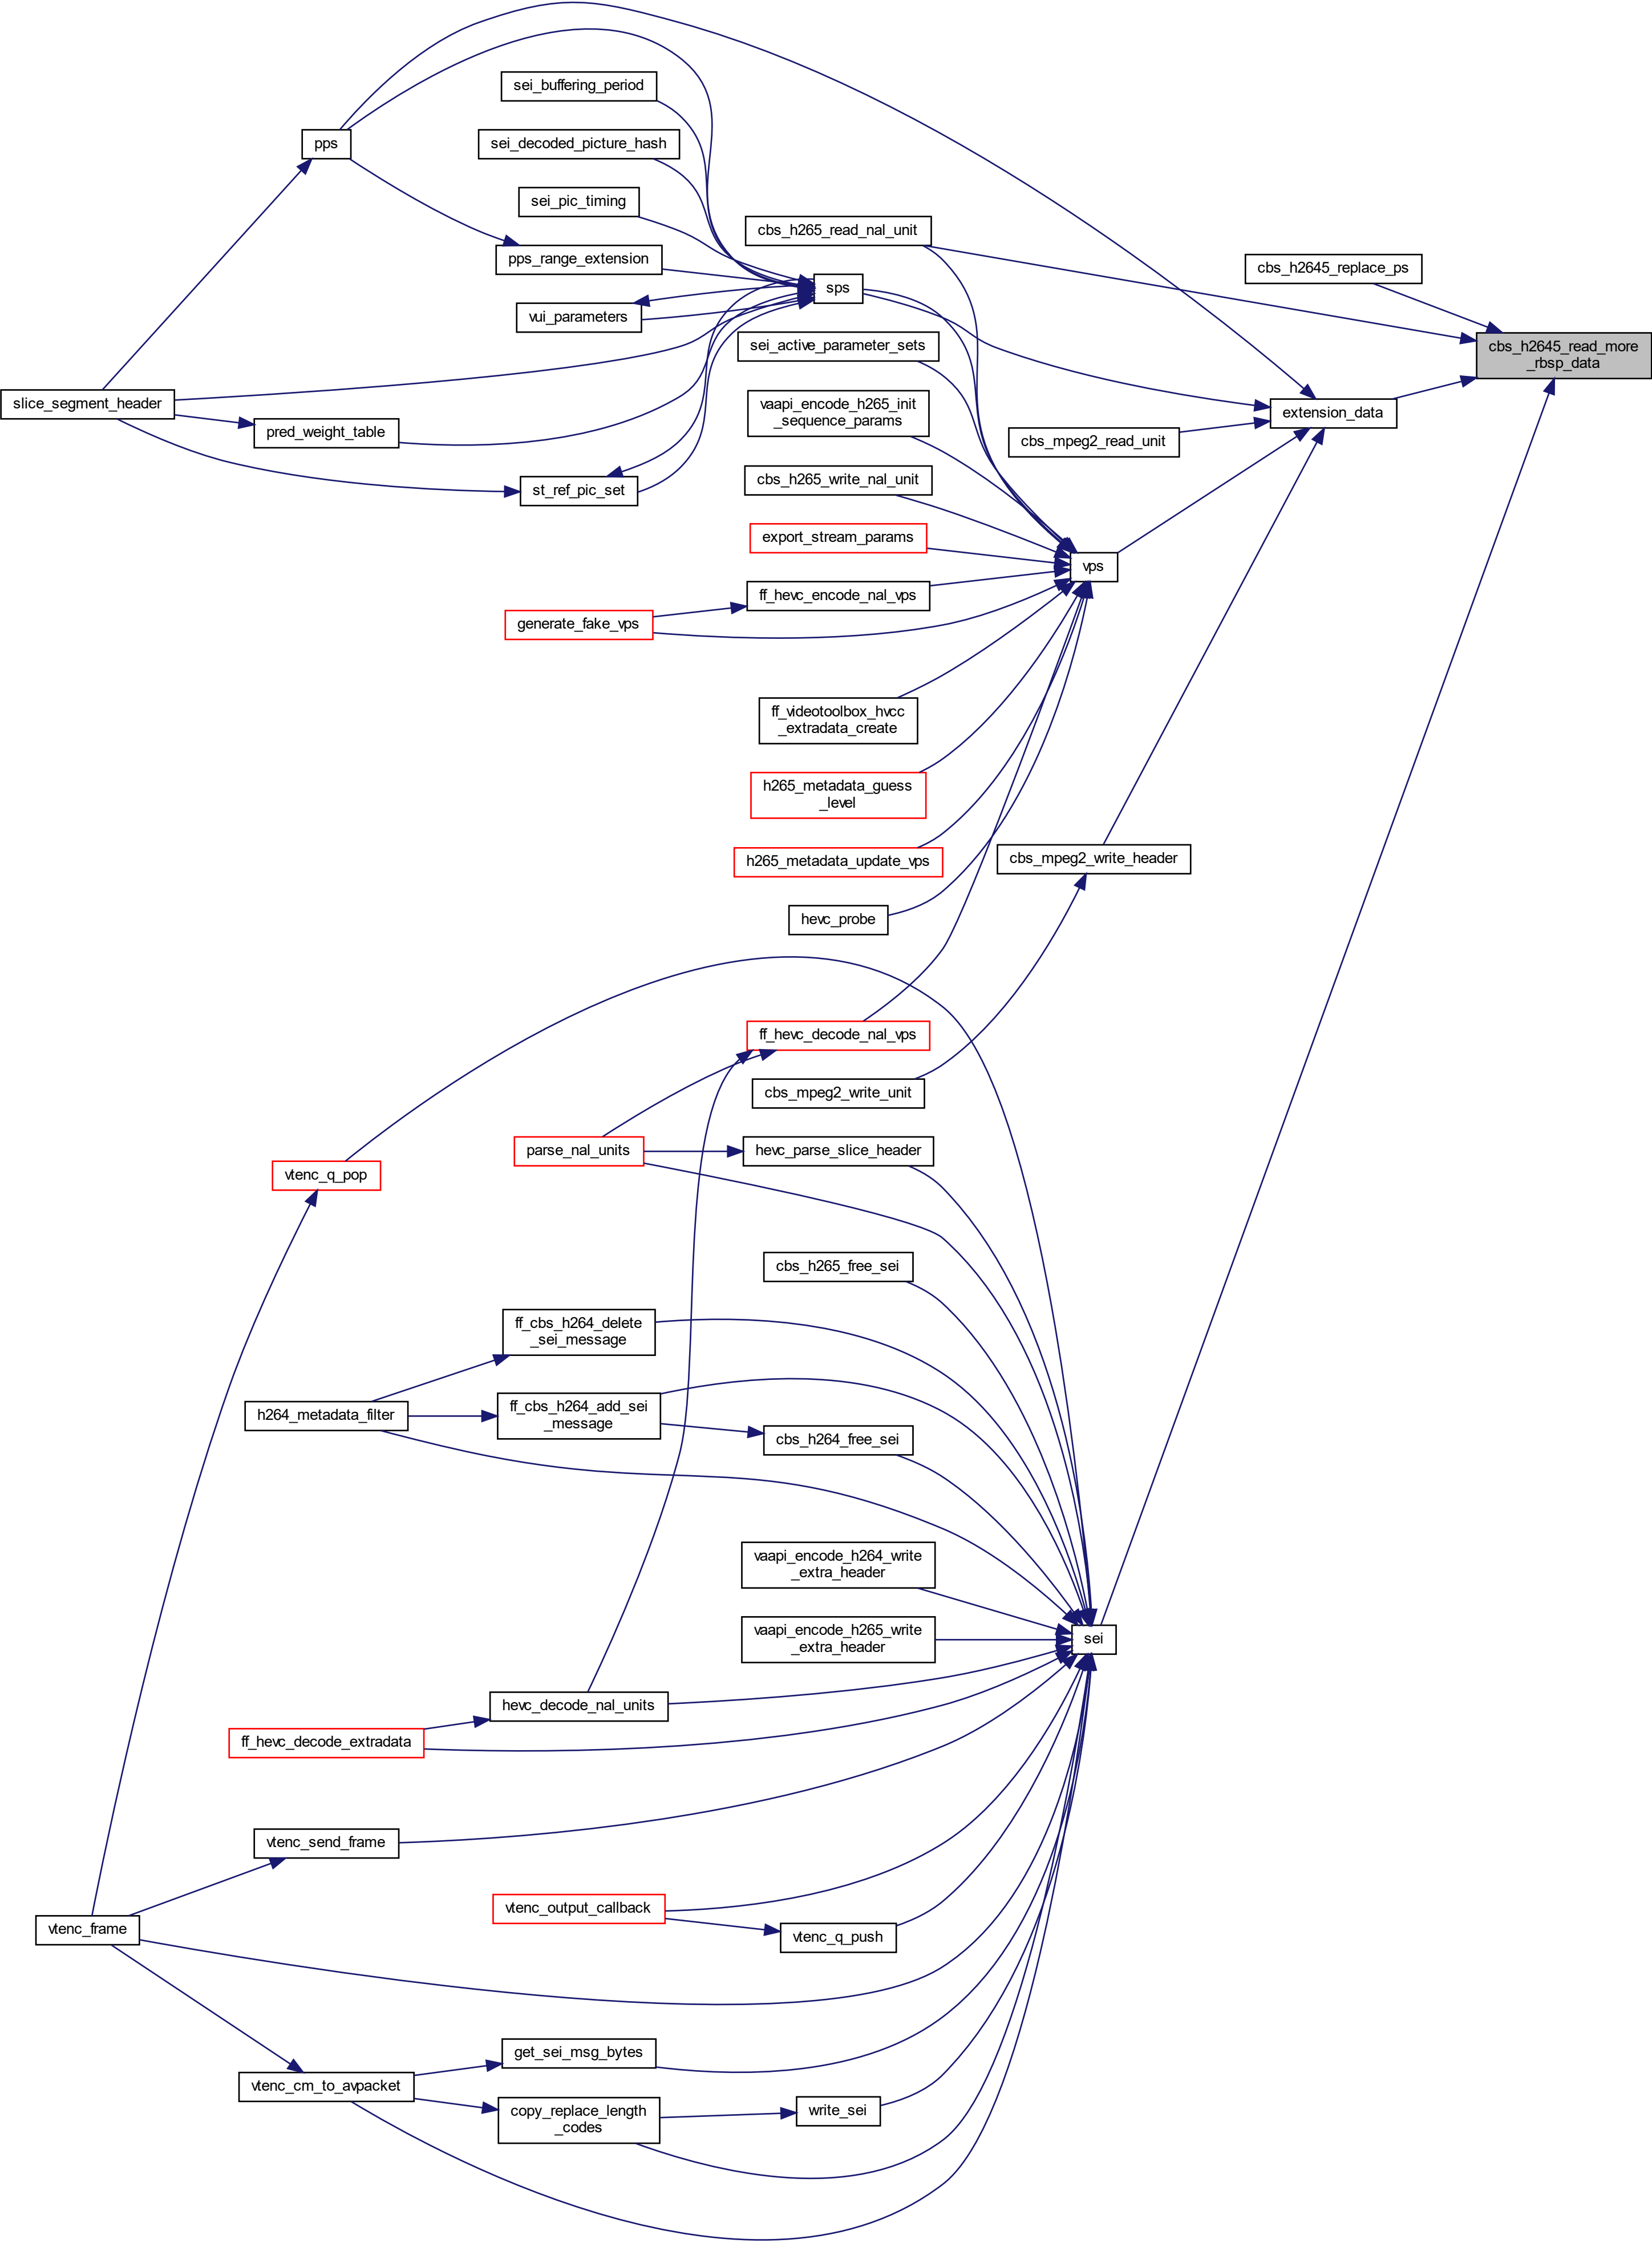 sei_buffering_period
pps
sei_decoded_picture_hash
sei_pic_timing
cbs_h265_read_nal_unit
pps_range_extension
cbs_h2645_replace_ps
sps
vui_parameters
cbs_h2645_read_more
_rbsp_data
sei_active_parameter_sets
slice_segment_header
vaapi_encode_h265_init
_sequence_params
extension_data
pred_weight_table
cbs_mpeg2_read_unit
cbs_h265_write_nal_unit
st_ref_pic_set
export_stream_params
vps
ff_hevc_encode_nal_vps
generate_fake_vps
ff_videotoolbox_hvcc
_extradata_create
h265_metadata_guess
_level
h265_metadata_update_vps
cbs_mpeg2_write_header
hevc_probe
ff_hevc_decode_nal_vps
cbs_mpeg2_write_unit
parse_nal_units
hevc_parse_slice_header
vtenc_q_pop
cbs_h265_free_sei
ff_cbs_h264_delete
_sei_message
h264_metadata_filter
ff_cbs_h264_add_sei
_message
cbs_h264_free_sei
vaapi_encode_h264_write
_extra_header
vaapi_encode_h265_write
_extra_header
sei
hevc_decode_nal_units
ff_hevc_decode_extradata
vtenc_send_frame
vtenc_output_callback
vtenc_frame
vtenc_q_push
get_sei_msg_bytes
vtenc_cm_to_avpacket
copy_replace_length
_codes
write_sei